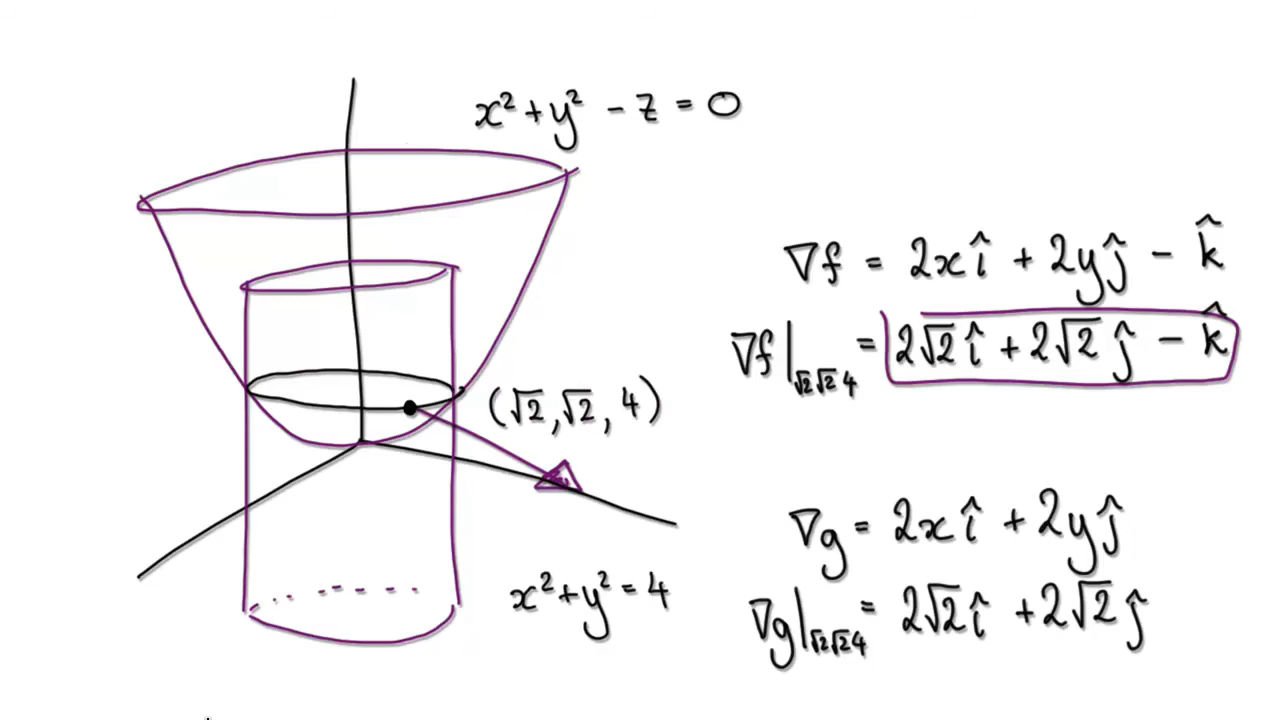 x² + y² - z = 0
∇f = 2x î + 2y ĵ - k̂
∇f|√2 √2 4 = 2√2 î + 2√2 ĵ - k̂
(√2, √2, 4)
∇g = 2x î + 2y ĵ
x² + y² = 4
∇g|√2 √2 4 = 2√2 î + 2√2 ĵ